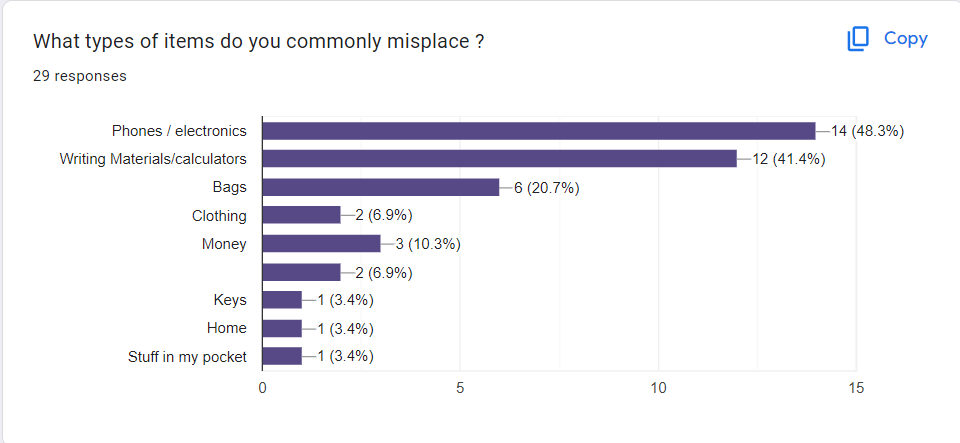 What types of items do you commonly misplace ?
Copy
29 responses
Phones / electronics 14 (48.3%)
Writing Materials/calculators 12 (41.4%)
Bags 6 (20.7%)
Clothing 2 (6.9%)
Money 3 (10.3%)
2 (6.9%)
Keys 1 (3.4%)
Home 1 (3.4%)
Stuff in my pocket 1 (3.4%)
0 5 10 15